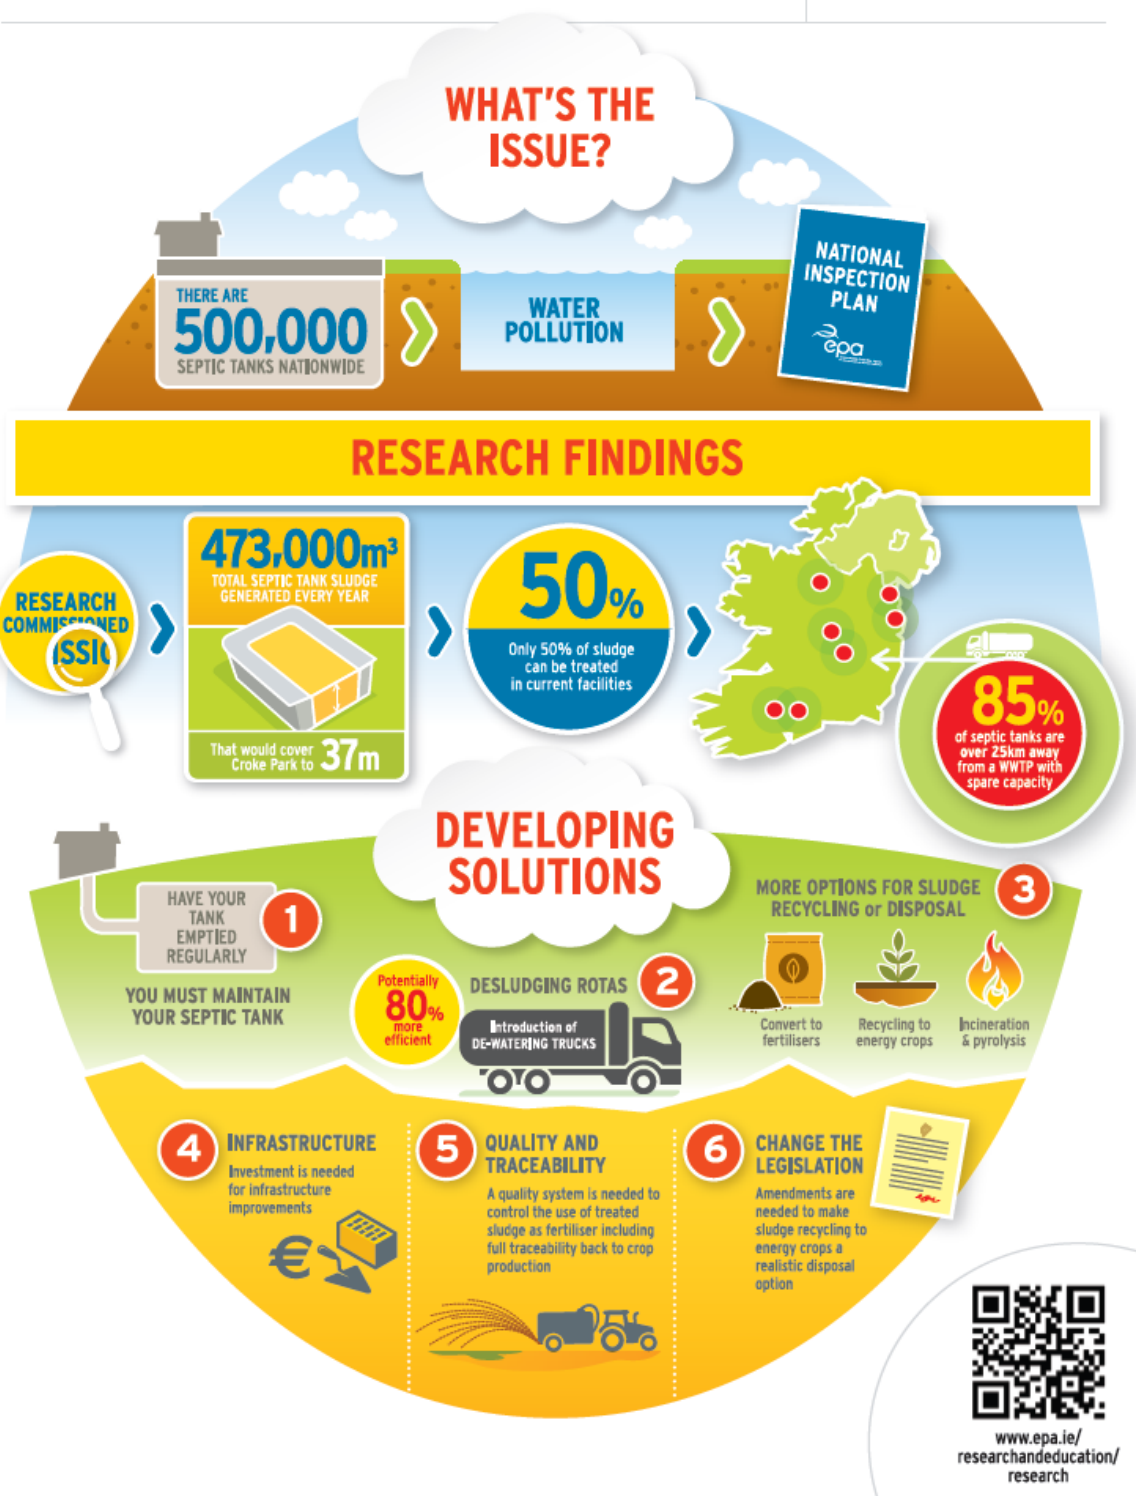 WHAT'S THE
ISSUE?
THERE ARE
500,000
SEPTIC TANKS NATIONWIDE
WATER
POLLUTION
NATIONAL
INSPECTION
PLAN
epa
RESEARCH FINDINGS
RESEARCH
COMMISSIONED
ISSIO
473,000m³
TOTAL SEPTIC TANK SLUDGE
GENERATED EVERY YEAR
That would cover
Croke Park to 37m
50%
Only 50% of sludge
can be treated
in current facilities
85%
of septic tanks are
over 25km away
from a WWTP with
spare capacity
DEVELOPING
SOLUTIONS
HAVE YOUR
TANK
EMPTIED
REGULARLY
1
YOU MUST MAINTAIN
YOUR SEPTIC TANK
Potentially
80%
more
efficient
DESLUDGING ROTAS
2
Introduction of
DE-WATERING TRUCKS
MORE OPTIONS FOR SLUDGE
RECYCLING or DISPOSAL
3
Convert to
fertilisers
Recycling to
energy crops
Incineration
& pyrolysis
4
INFRASTRUCTURE
Investment is needed
for infrastructure
improvements
€
5
QUALITY AND
TRACEABILITY
A quality system is needed to
control the use of treated
sludge as fertiliser including
full traceability back to crop
production
6
CHANGE THE
LEGISLATION
Amendments are
needed to make
sludge recycling to
energy crops a
realistic disposal
option
www.epa.ie/
researchandeducation/
research